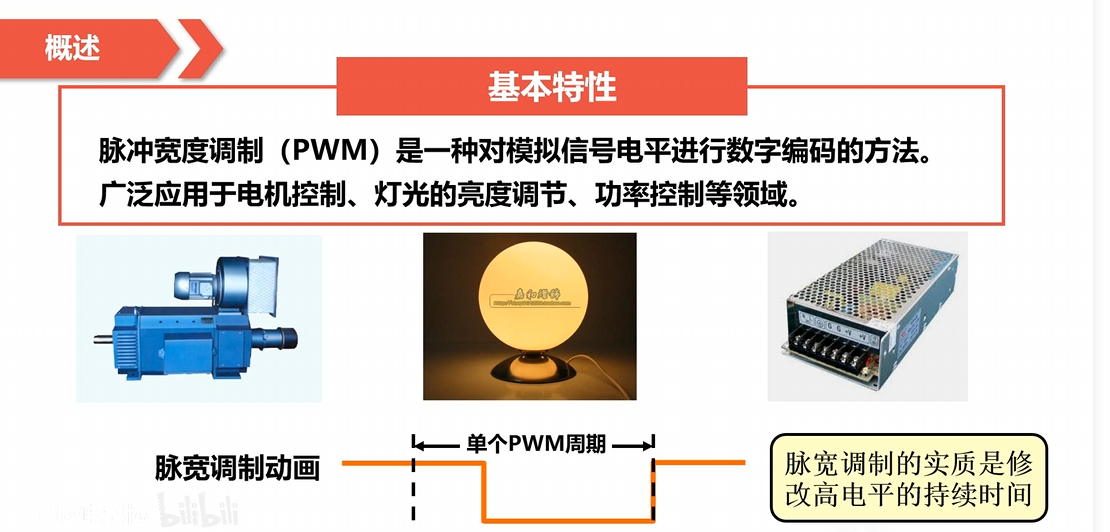 概述
基本特性
脉冲宽度调制（PWM）是一种对模拟信号电平进行数字编码的方法。
广泛应用于电机控制、灯光的亮度调节、功率控制等领域。
嘉和灯饰
单个PWM周期
脉宽调制动画
脉宽调制的实质是修
改高电平的持续时间
bilibili